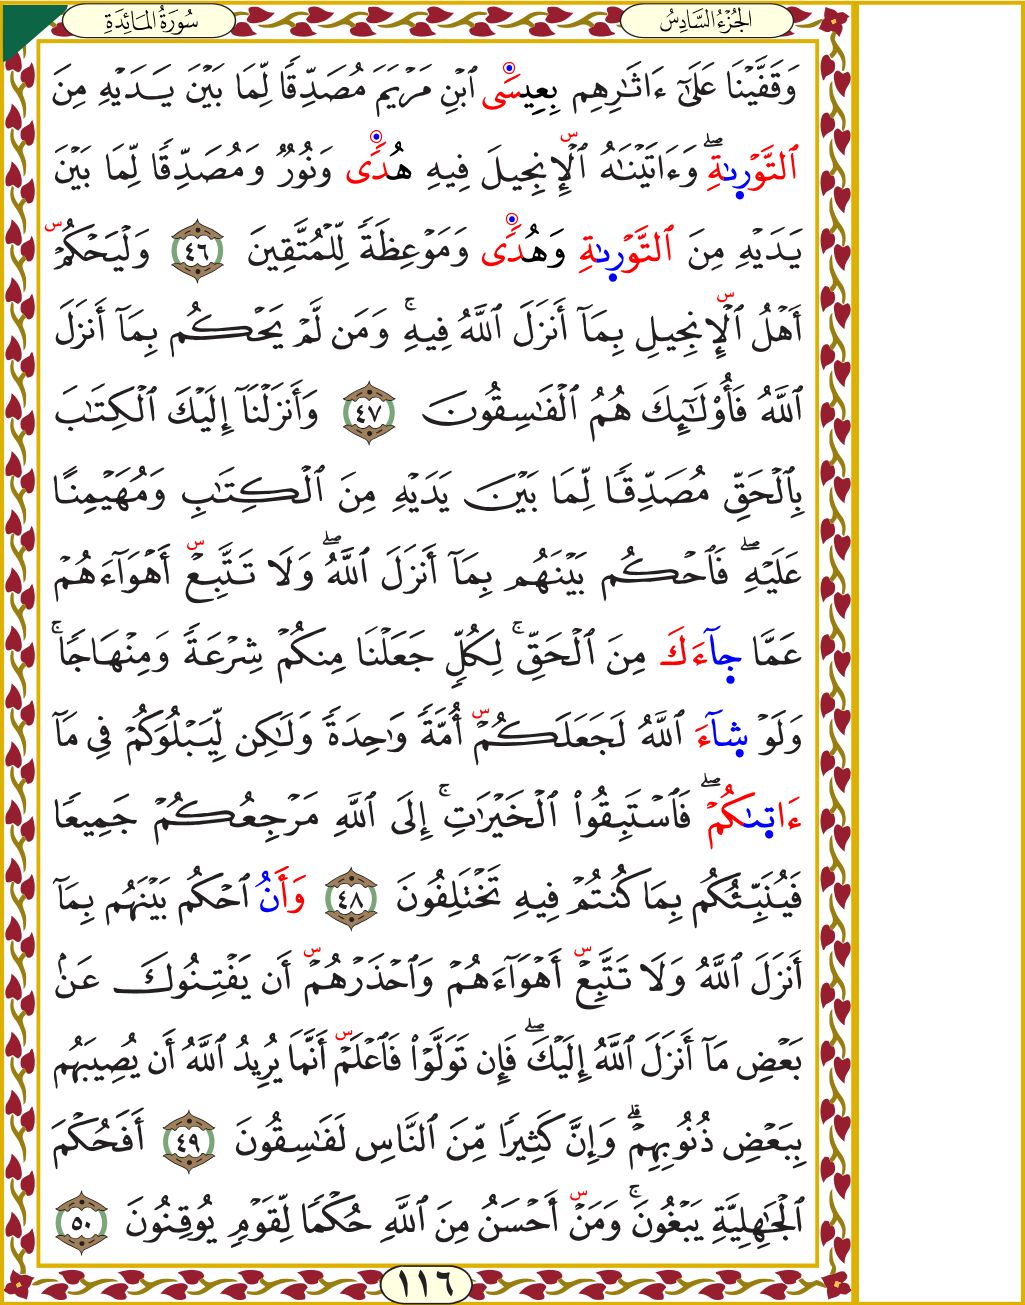 الجُزْءُ السَّادِسُ
سُورَةُ المَائِدَةِ
وَقَفَّيْنَا عَلَىٰٓ ءَاثَـٰرِهِم بِعِيسَى ٱبْنِ مَرْيَمَ مُصَدِّقًا لِّمَا بَيْنَ يَدَيْهِ مِنَ
ٱلتَّوْرِىٰةِۖ وَءَاتَيْنَـٰهُ ٱلْإِنجِيلَ فِيهِ هُدًى وَنُورٌ وَمُصَدِّقًا لِّمَا بَيْنَ
يَدَيْهِ مِنَ ٱلتَّوْرِىٰةِ وَهُدًى وَمَوْعِظَةً لِّلْمُتَّقِينَ ٤٦ وَلْيَحْكُمْ
أَهْلُ ٱلْإِنجِيلِ بِمَآ أَنزَلَ ٱللَّهُ فِيهِۚ وَمَن لَّمْ يَحْكُم بِمَآ أَنزَلَ
ٱللَّهُ فَأُو۟لَـٰٓئِكَ هُمُ ٱلْفَـٰسِقُونَ ٤٧ وَأَنزَلْنَآ إِلَيْكَ ٱلْكِتَـٰبَ
بِٱلْحَقِّ مُصَدِّقًا لِّمَا بَيْنَ يَدَيْهِ مِنَ ٱلْكِتَـٰبِ وَمُهَيْمِنًا
عَلَيْهِۖ فَٱحْكُم بَيْنَهُم بِمَآ أَنزَلَ ٱللَّهُۖ وَلَا تَتَّبِعْ أَهْوَآءَهُمْ
عَمَّا جِآءَكَ مِنَ ٱلْحَقِّۚ لِكُلٍّ جَعَلْنَا مِنكُمْ شِرْعَةً وَمِنْهَاجًاۚ
وَلَوْ شِآءَ ٱللَّهُ لَجَعَلَكُمْ أُمَّةً وَٰحِدَةً وَلَـٰكِن لِّيَبْلُوَكُمْ فِى مَآ
ءَاتِىٰكُمْۖ فَٱسْتَبِقُوا۟ ٱلْخَيْرَٰتِۚ إِلَى ٱللَّهِ مَرْجِعُكُمْ جَمِيعًا
فَيُنَبِّئُكُم بِمَا كُنتُمْ فِيهِ تَخْتَلِفُونَ ٤٨ وَأَنُ ٱحْكُم بَيْنَهُم بِمَآ
أَنزَلَ ٱللَّهُ وَلَا تَتَّبِعْ أَهْوَآءَهُمْ وَٱحْذَرْهُمْ أَن يَفْتِنُوكَ عَنۢ
بَعْضِ مَآ أَنزَلَ ٱللَّهُ إِلَيْكَۖ فَإِن تَوَلَّوْا۟ فَٱعْلَمْ أَنَّمَا يُرِيدُ ٱللَّهُ أَن يُصِيبَهُم
بِبَعْضِ ذُنُوبِهِمْۗ وَإِنَّ كَثِيرًا مِّنَ ٱلنَّاسِ لَفَـٰسِقُونَ ٤٩ أَفَحُكْمَ
ٱلْجَـٰهِلِيَّةِ يَبْغُونَۚ وَمَنْ أَحْسَنُ مِنَ ٱللَّهِ حُكْمًا لِّقَوْمٍ يُوقِنُونَ ٥٠
١١٦